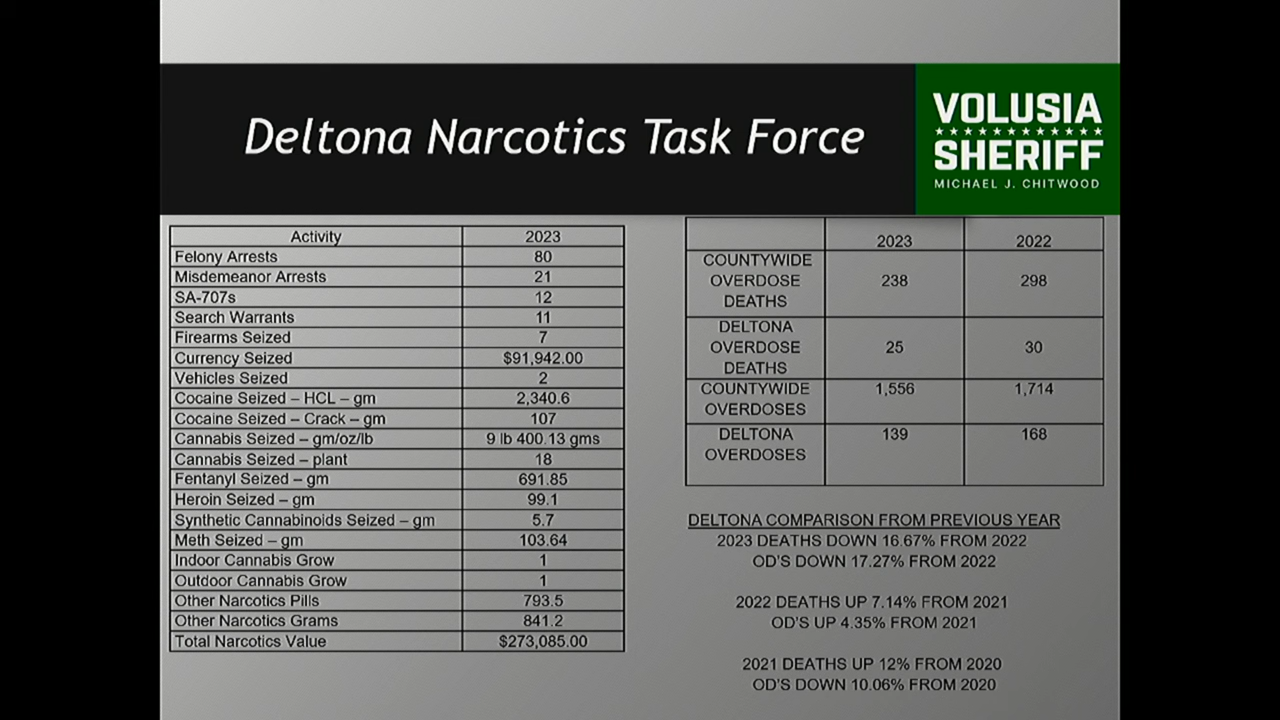 Deltona Narcotics Task Force
VOLUSIA
SHERIFF
MICHAEL J. CHITWOOD
Activity 2023
Felony Arrests 80
Misdemeanor Arrests 21
SA-707s 12
Search Warrants 11
Firearms Seized 7
Currency Seized $91,942.00
Vehicles Seized 2
Cocaine Seized – HCL – gm 2,340.6
Cocaine Seized – Crack – gm 107
Cannabis Seized – gm/oz/lb 9 lb 400.13 gms
Cannabis Seized – plant 18
Fentanyl Seized – gm 691.85
Heroin Seized – gm 99.1
Synthetic Cannabinoids Seized – gm 5.7
Meth Seized – gm 103.64
Indoor Cannabis Grow 1
Outdoor Cannabis Grow 1
Other Narcotics Pills 793.5
Other Narcotics Grams 841.2
Total Narcotics Value $273,085.00
2023 2022
COUNTYWIDE
OVERDOSE 238 298
DEATHS
DELTONA
OVERDOSE 25 30
DEATHS
COUNTYWIDE 1,556 1,714
OVERDOSES
DELTONA 139 168
OVERDOSES
DELTONA COMPARISON FROM PREVIOUS YEAR
2023 DEATHS DOWN 16.67% FROM 2022
OD'S DOWN 17.27% FROM 2022
2022 DEATHS UP 7.14% FROM 2021
OD'S UP 4.35% FROM 2021
2021 DEATHS UP 12% FROM 2020
OD'S DOWN 10.06% FROM 2020